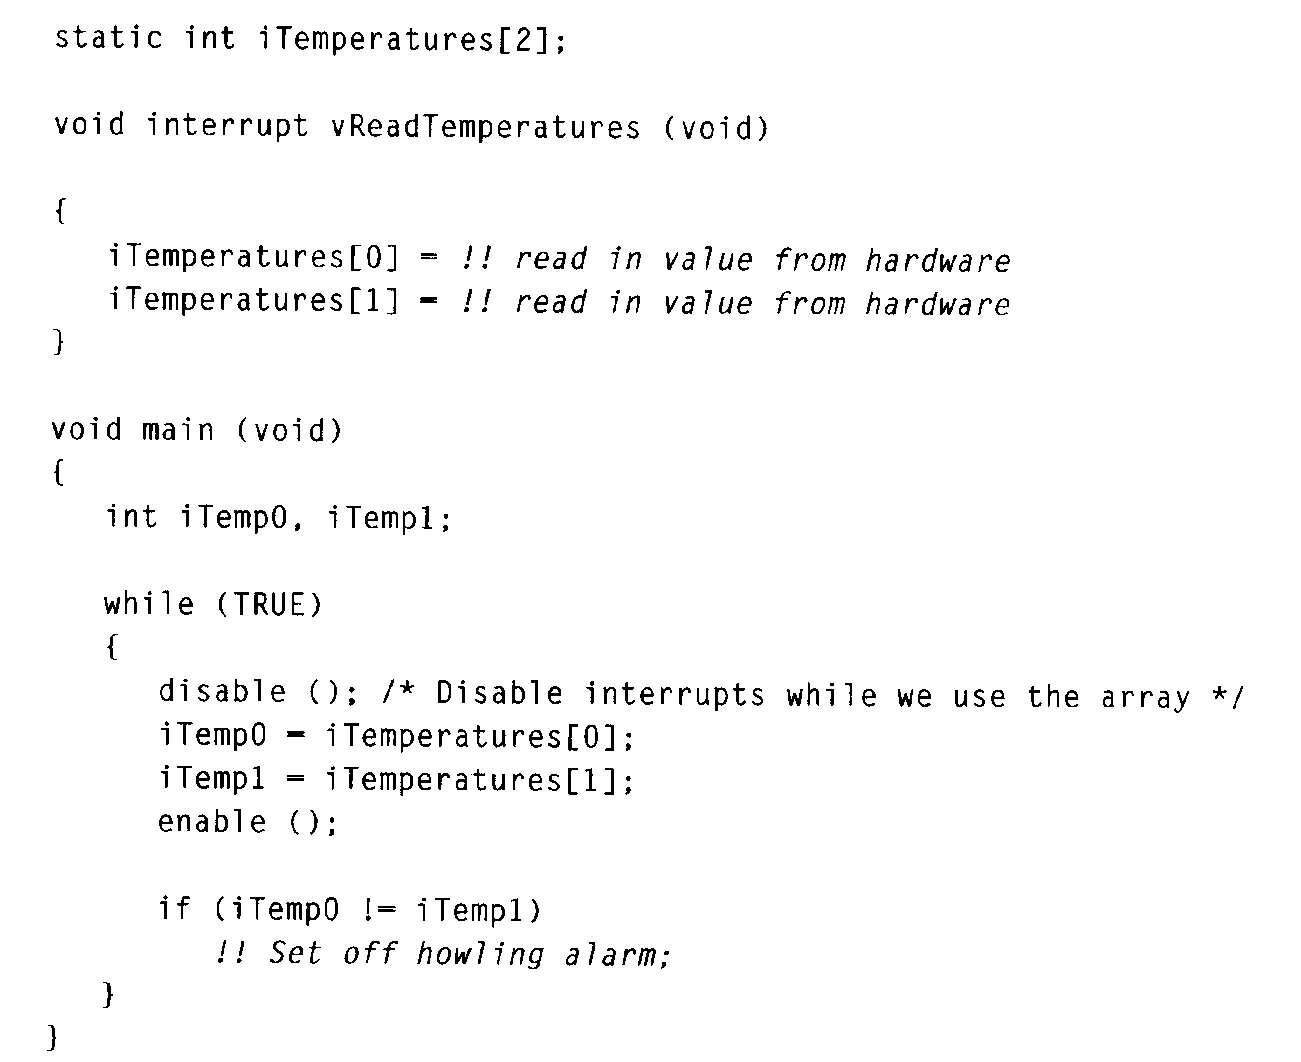 static int iTemperatures[2];
void interrupt vReadTemperatures (void)
{
iTemperatures[0] = !! read in value from hardware
iTemperatures[1] = !! read in value from hardware
}
void main (void)
{
int iTemp0, iTemp1;
while (TRUE)
{
disable (); /* Disable interrupts while we use the array */
iTemp0 = iTemperatures[0];
iTemp1 = iTemperatures[1];
enable ();
if (iTemp0 != iTemp1)
!! Set off howling alarm;
}
}